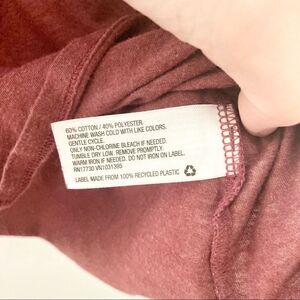 60% COTTON / 40% POLYESTER.
MACHINE WASH COLD WITH LIKE COLORS.
GENTLE CYCLE.
ONLY NON-CHLORINE BLEACH IF NEEDED.
TUMBLE DRY LOW. REMOVE PROMPTLY.
WARM IRON IF NEEDED. DO NOT IRON ON LABEL.
RN17730 VN1031395
LABEL MADE FROM 100% RECYCLED PLASTIC